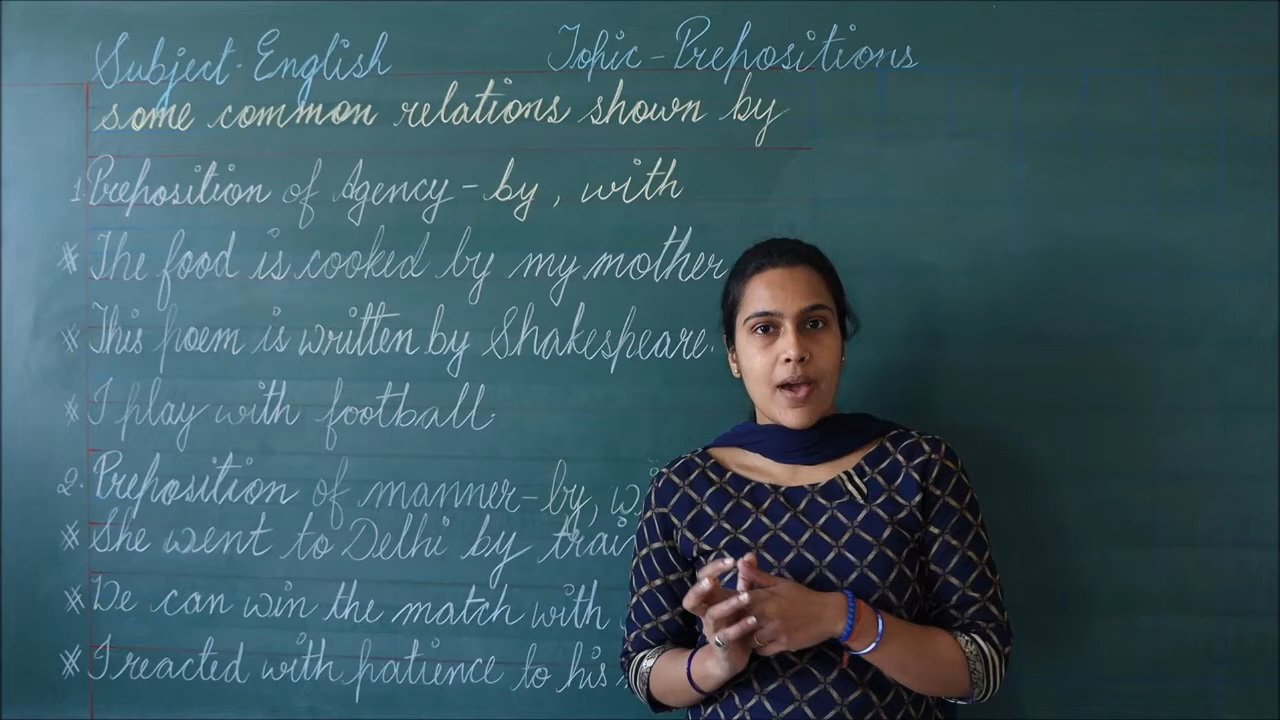 Subject-English Topic-Prepositions
some common relations shown by
1. Preposition of Agency-by, with
* The food is cooked by my mother
* This poem is written by Shakespeare.
* I play with football.
2. Preposition of manner-by,
* She went to Delhi by
* We can win the match with
* I reacted with patience to his